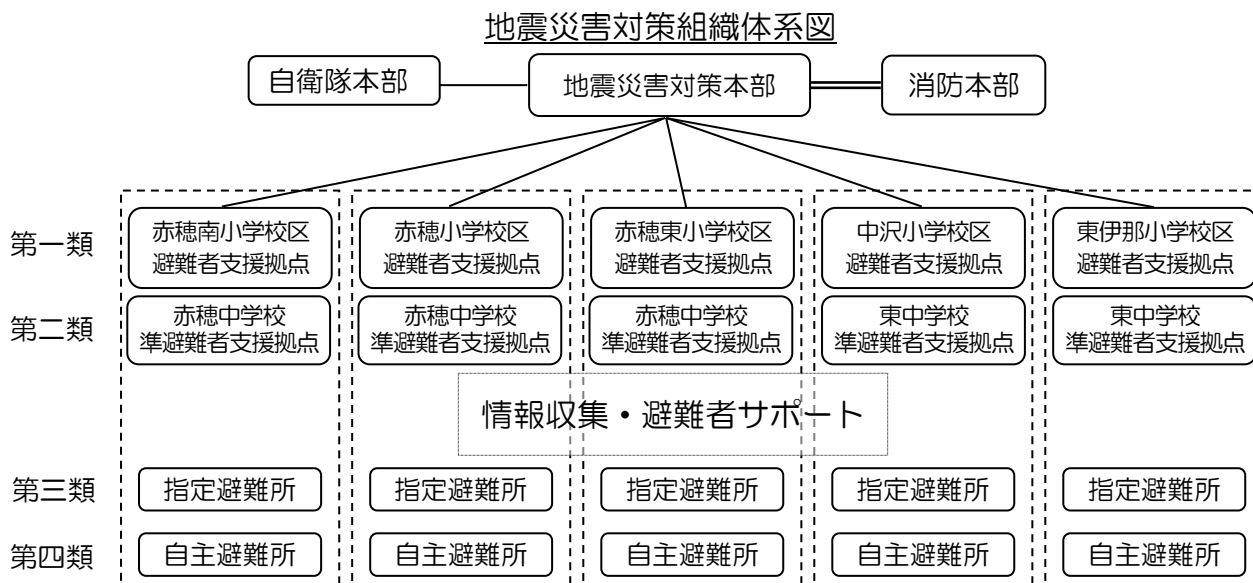 地震災害対策組織体系図
自衛隊本部
地震災害対策本部
消防本部
第一類
赤穂南小学校区
避難者支援拠点
赤穂小学校区
避難者支援拠点
赤穂東小学校区
避難者支援拠点
中沢小学校区
避難者支援拠点
東伊那小学校区
避難者支援拠点
第二類
赤穂中学校
準避難者支援拠点
赤穂中学校
準避難者支援拠点
赤穂中学校
準避難者支援拠点
東中学校
準避難者支援拠点
東中学校
準避難者支援拠点
情報収集・避難者サポート
第三類
指定避難所
指定避難所
指定避難所
指定避難所
指定避難所
第四類
自主避難所
自主避難所
自主避難所
自主避難所
自主避難所